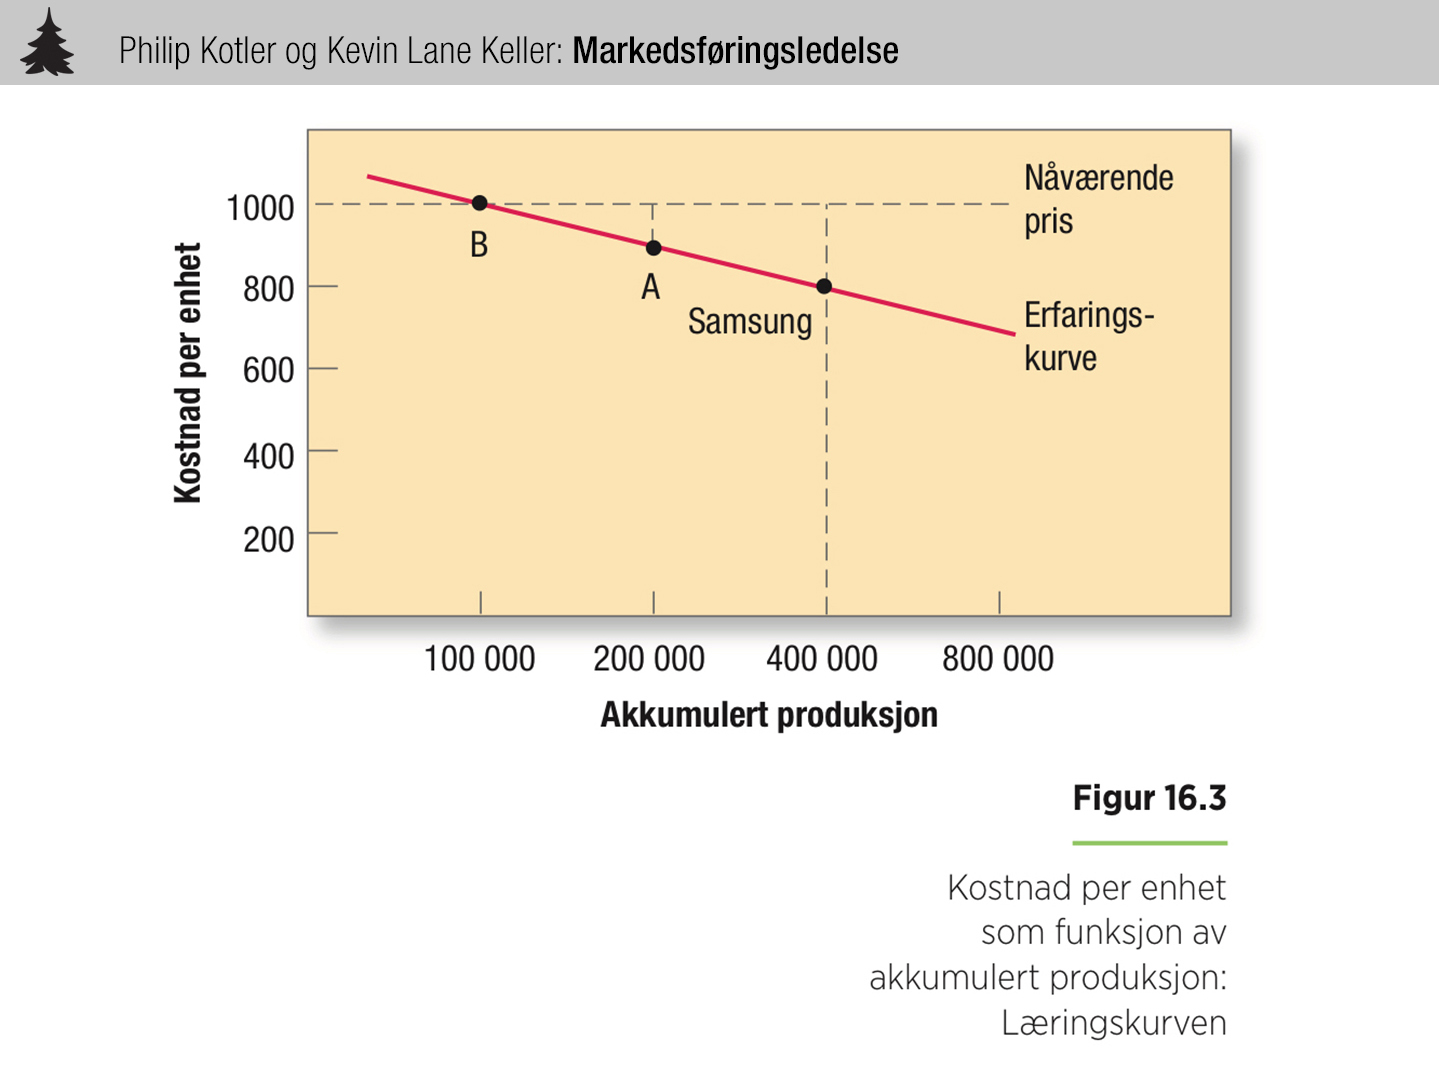 Philip Kotler og Kevin Lane Keller: Markedsføringsledelse
Kostnad per enhet
1000
800
600
400
200
B
A
Samsung
Nåværende
pris
Erfarings-
kurve
100 000
200 000
400 000
800 000
Akkumulert produksjon
Figur 16.3
Kostnad per enhet
som funksjon av
akkumulert produksjon:
Læringskurven